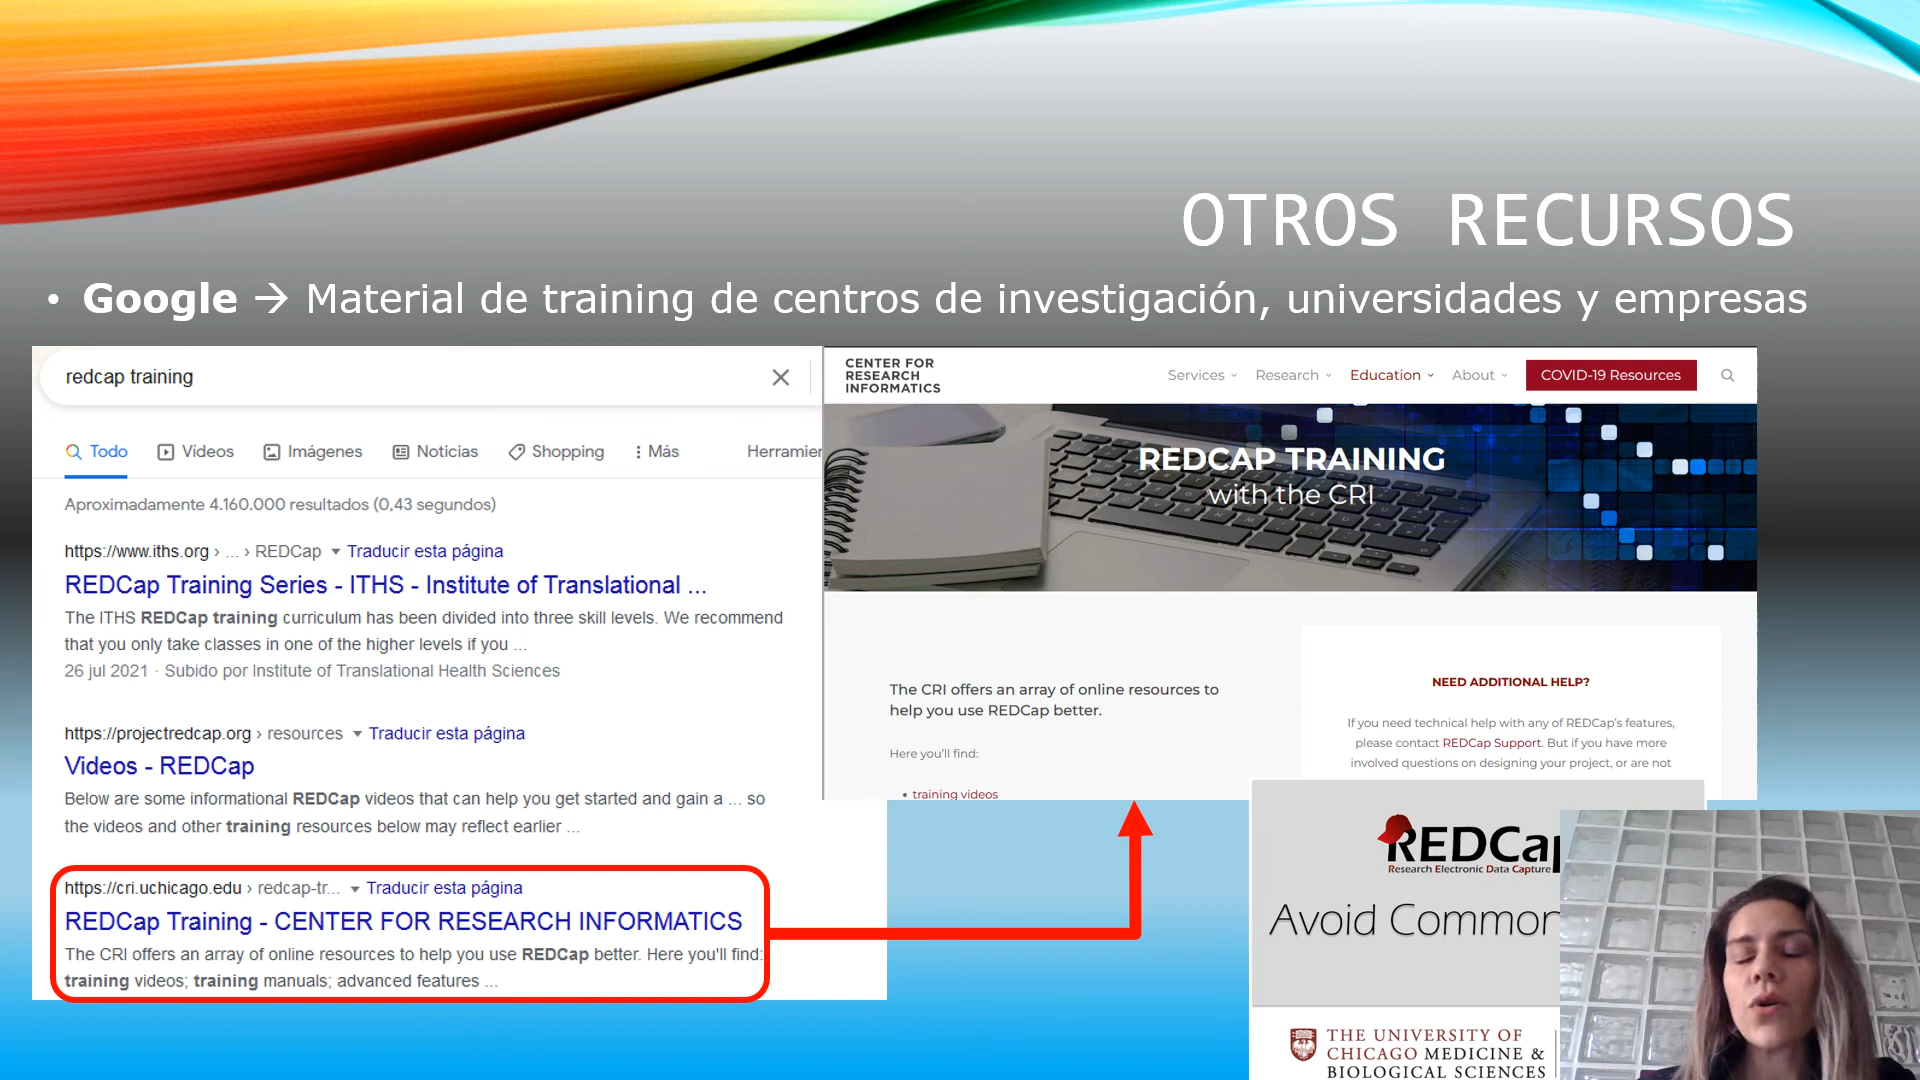 OTROS RECURSOS
• Google → Material de training de centros de investigación, universidades y empresas
redcap training
Todo Vídeos Imágenes Noticias Shopping Más
Aproximadamente 4.160.000 resultados (0,43 segundos)
https://www.iths.org › ... › REDCap Traducir esta página
REDCap Training Series - ITHS - Institute of Translational ...
The ITHS REDCap training curriculum has been divided into three skill levels. We recommend
that you only take classes in one of the higher levels if you ...
26 jul 2021 · Subido por Institute of Translational Health Sciences
https://projectredcap.org › resources Traducir esta página
Videos - REDCap
Below are some informational REDCap videos that can help you get started and gain a ... so
the videos and other training resources below may reflect earlier ...
https://cri.uchicago.edu › redcap-tr... Traducir esta página
REDCap Training - CENTER FOR RESEARCH INFORMATICS
The CRI offers an array of online resources to help you use REDCap better. Here you'll find:
training videos; training manuals; advanced features ...
CENTER FOR
RESEARCH
INFORMATICS
Services Research Education About COVID-19 Resources
REDCAP TRAINING
with the CRI
The CRI offers an array of online resources to
help you use REDCap better.
Here you'll find:
• training videos
NEED ADDITIONAL HELP?
If you need technical help with any of REDCap's features,
please contact REDCap Support. But if you have more
involved questions on designing your project, or are not
REDCap
Research Electronic Data Capture
Avoid Common
THE UNIVERSITY OF
CHICAGO MEDICINE &
BIOLOGICAL SCIENCES